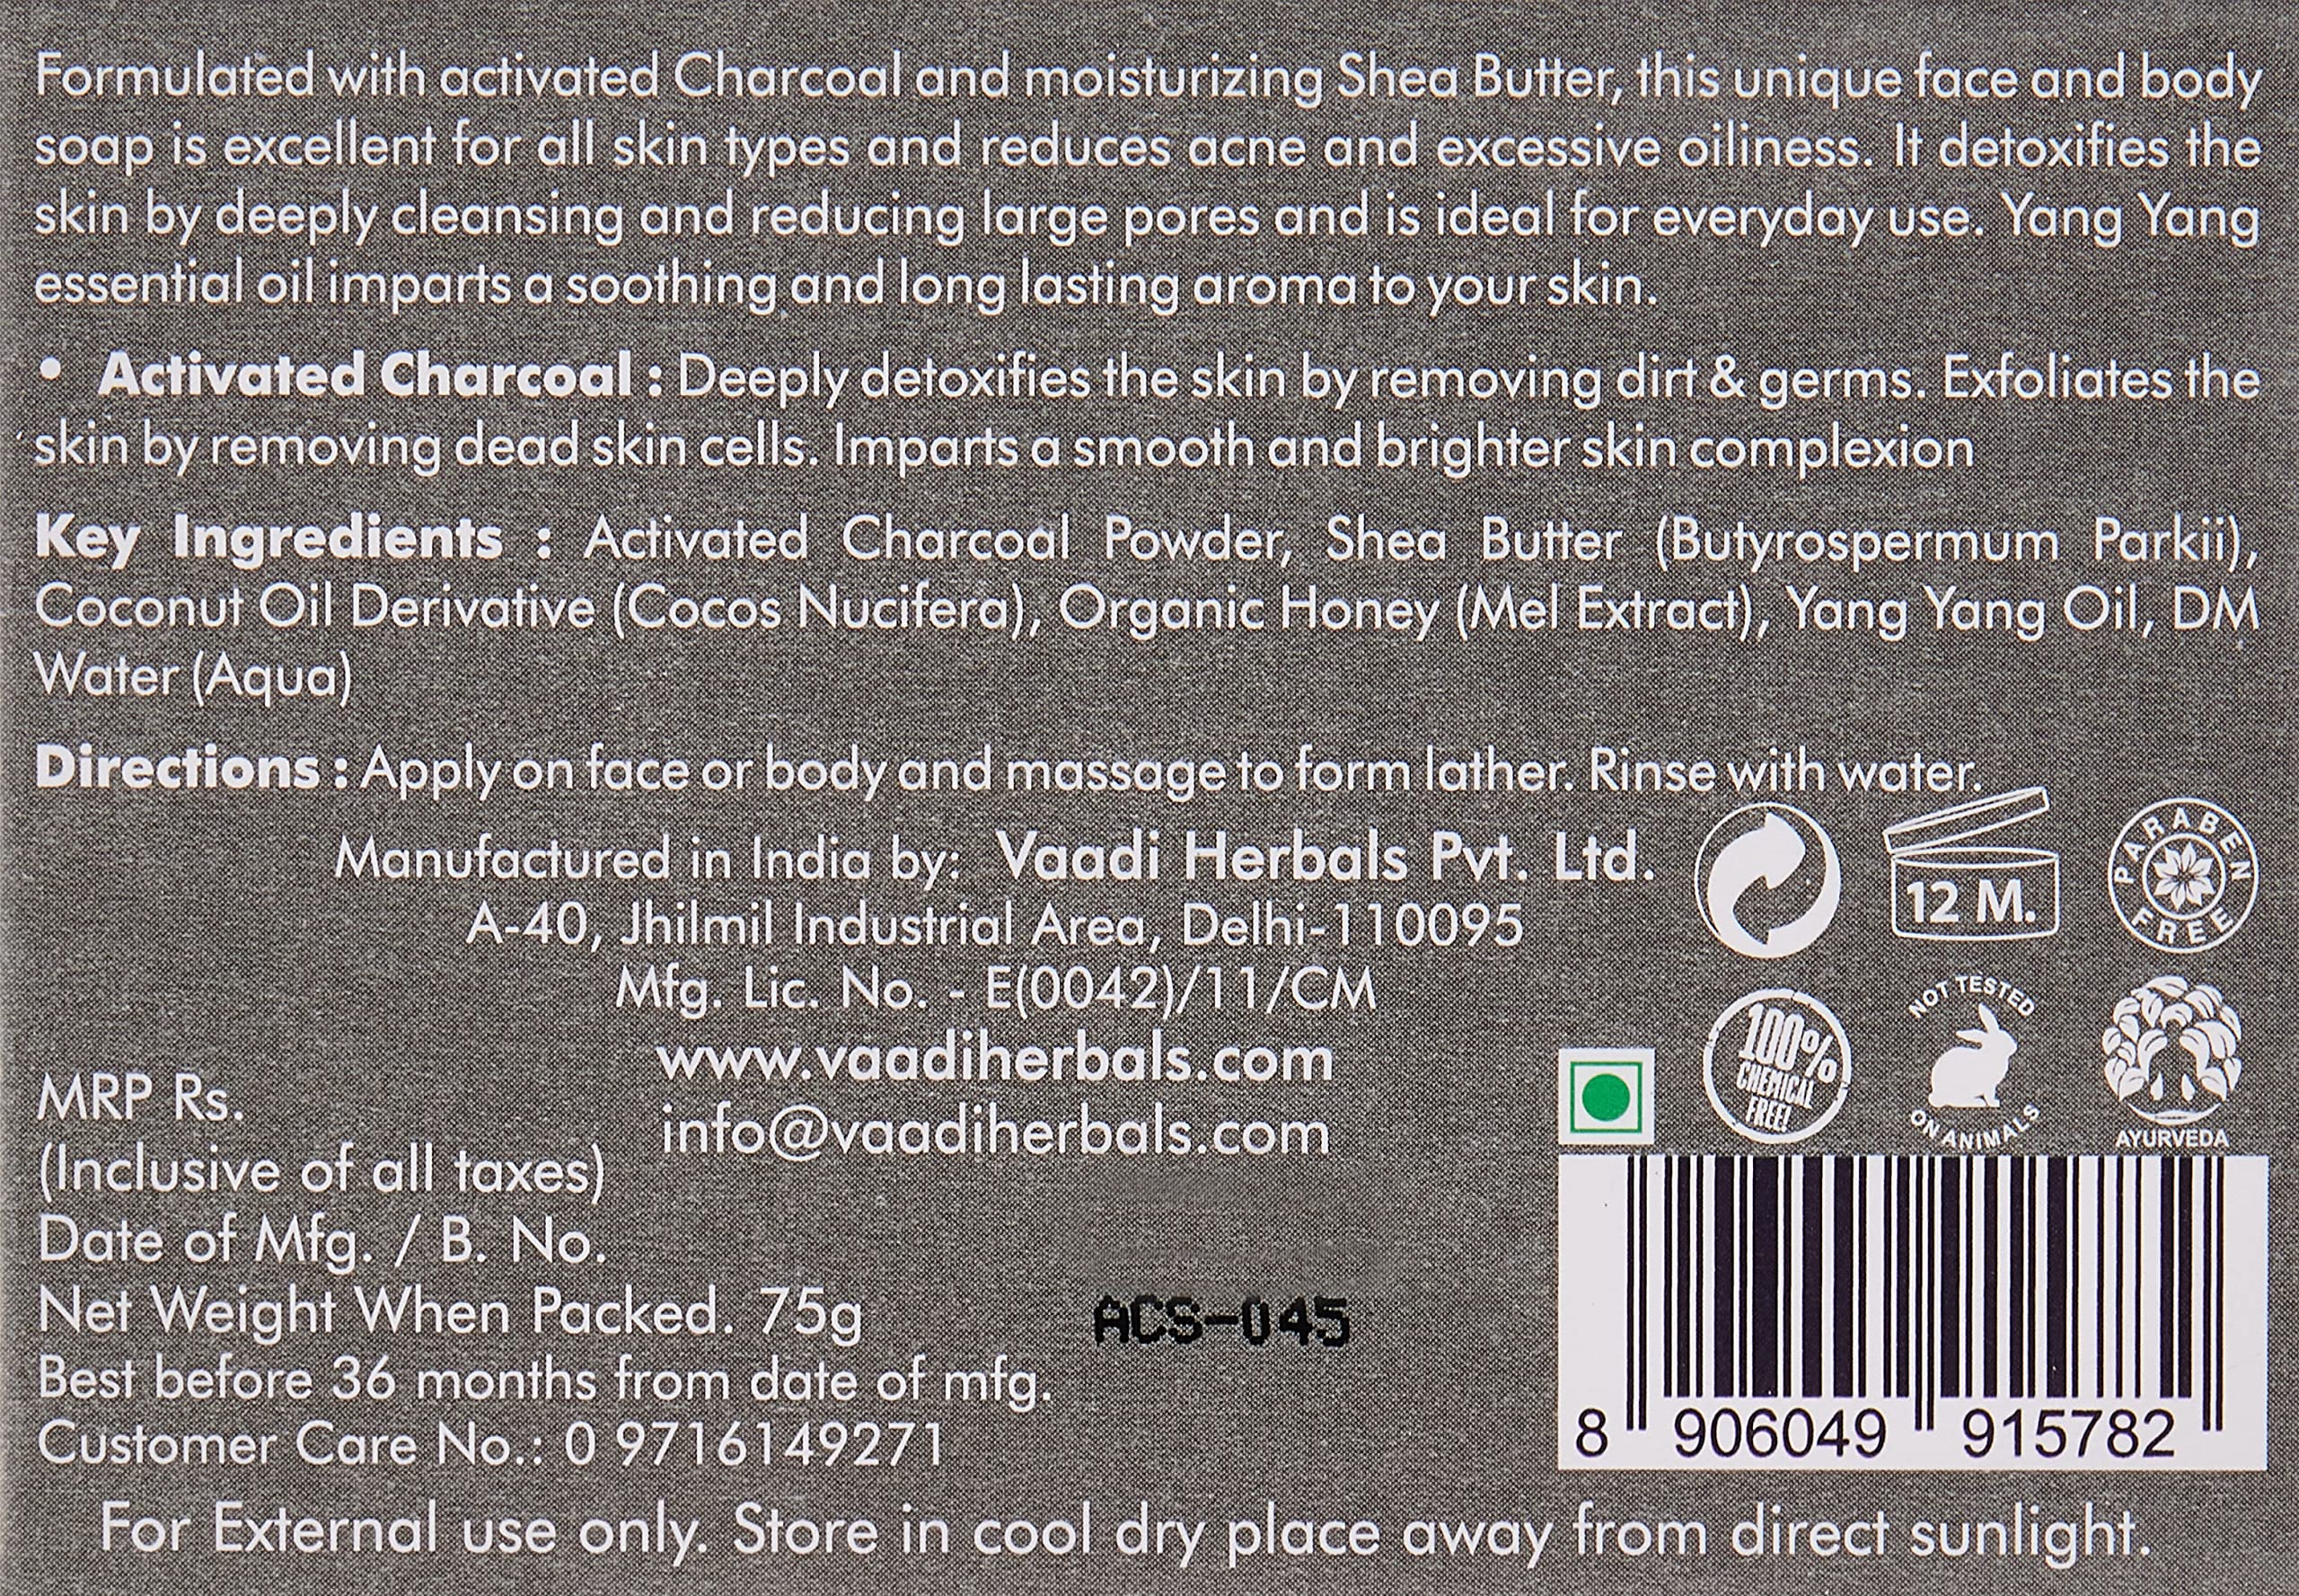 Formulated with activated Charcoal and moisturizing Shea Butter, this unique face and body
soap is excellent for all skin types and reduces acne and excessive oiliness. It detoxifies the
skin by deeply cleansing and reducing large pores and is ideal for everyday use. Yang Yang
essential oil imparts a soothing and long lasting aroma to your skin.
• Activated Charcoal : Deeply detoxifies the skin by removing dirt & germs. Exfoliates the
skin by removing dead skin cells. Imparts a smooth and brighter skin complexion
Key Ingredients : Activated Charcoal Powder, Shea Butter (Butyrospermum Parkii),
Coconut Oil Derivative (Cocos Nucifera), Organic Honey (Mel Extract), Yang Yang Oil, DM
Water (Aqua)
Directions : Apply on face or body and massage to form lather. Rinse with water.
Manufactured in India by: Vaadi Herbals Pvt. Ltd.
A-40, Jhilmil Industrial Area, Delhi-110095
Mfg. Lic. No. - E(0042)/11/CM
www.vaadiherbals.com
info@vaadiherbals.com
12 M.
PARABEN
FREE
100%
CHEMICAL
FREE!
NOT TESTED
ON ANIMALS
AYURVEDA
MRP Rs.
(Inclusive of all taxes)
Date of Mfg. / B. No.
Net Weight When Packed. 75g
ACS-045
Best before 36 months from date of mfg.
Customer Care No.: 0 9716149271
8 906049 915782
For External use only. Store in cool dry place away from direct sunlight.